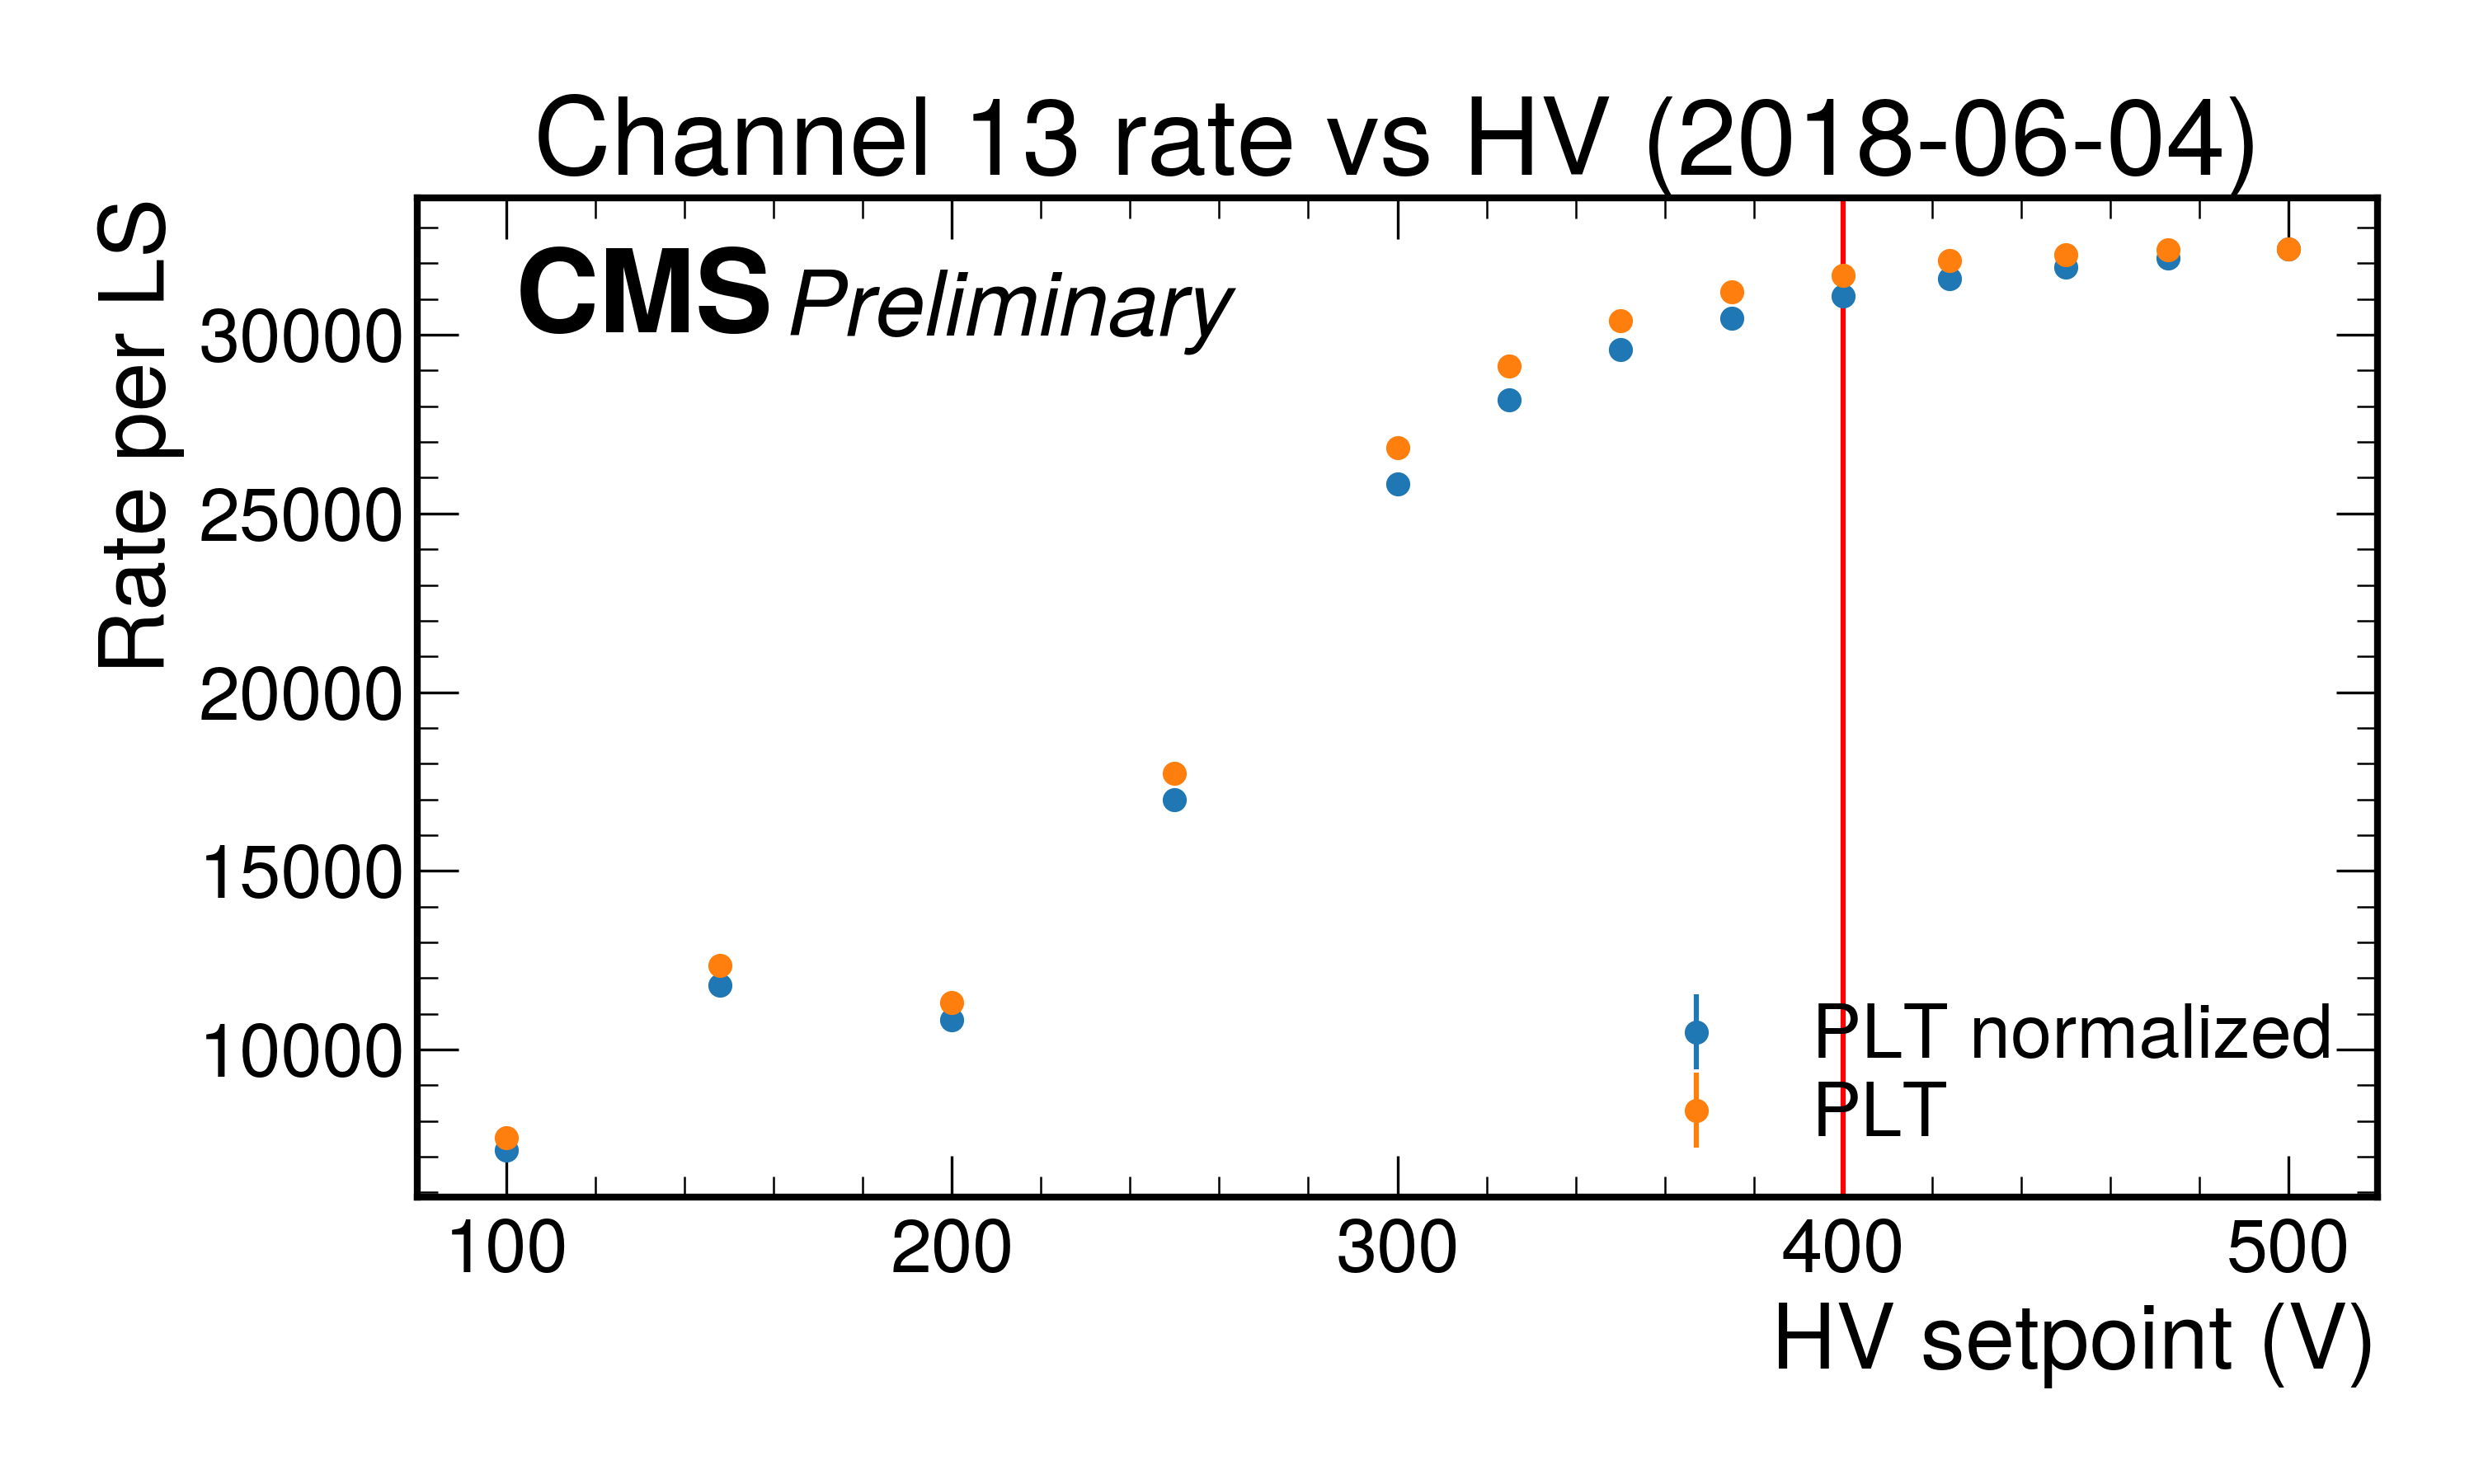 Channel 13 rate vs HV (2018-06-04)
CMS Preliminary
Rate per LS
30000
25000
20000
15000
10000
PLT normalized
PLT
100 200 300 400 500
HV setpoint (V)